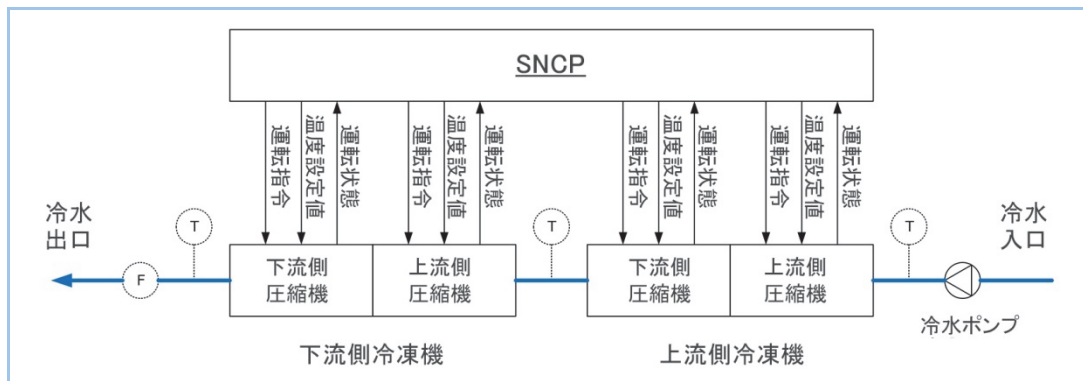 SNCP
運転指令
温度設定値
運転状態
運転指令
温度設定値
運転状態
運転指令
温度設定値
運転状態
運転指令
温度設定値
運転状態
冷水
出口
T
T
T
冷水
入口
F
下流側
圧縮機
上流側
圧縮機
下流側
圧縮機
上流側
圧縮機
冷水ポンプ
下流側冷凍機
上流側冷凍機